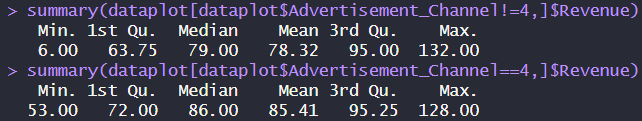 > summary(dataplot[dataplot$Advertisement_Channel!=4,]$Revenue)
Min. 1st Qu. Median Mean 3rd Qu. Max.
6.00 63.75 79.00 78.32 95.00 132.00
> summary(dataplot[dataplot$Advertisement_Channel==4,]$Revenue)
Min. 1st Qu. Median Mean 3rd Qu. Max.
53.00 72.00 86.00 85.41 95.25 128.00